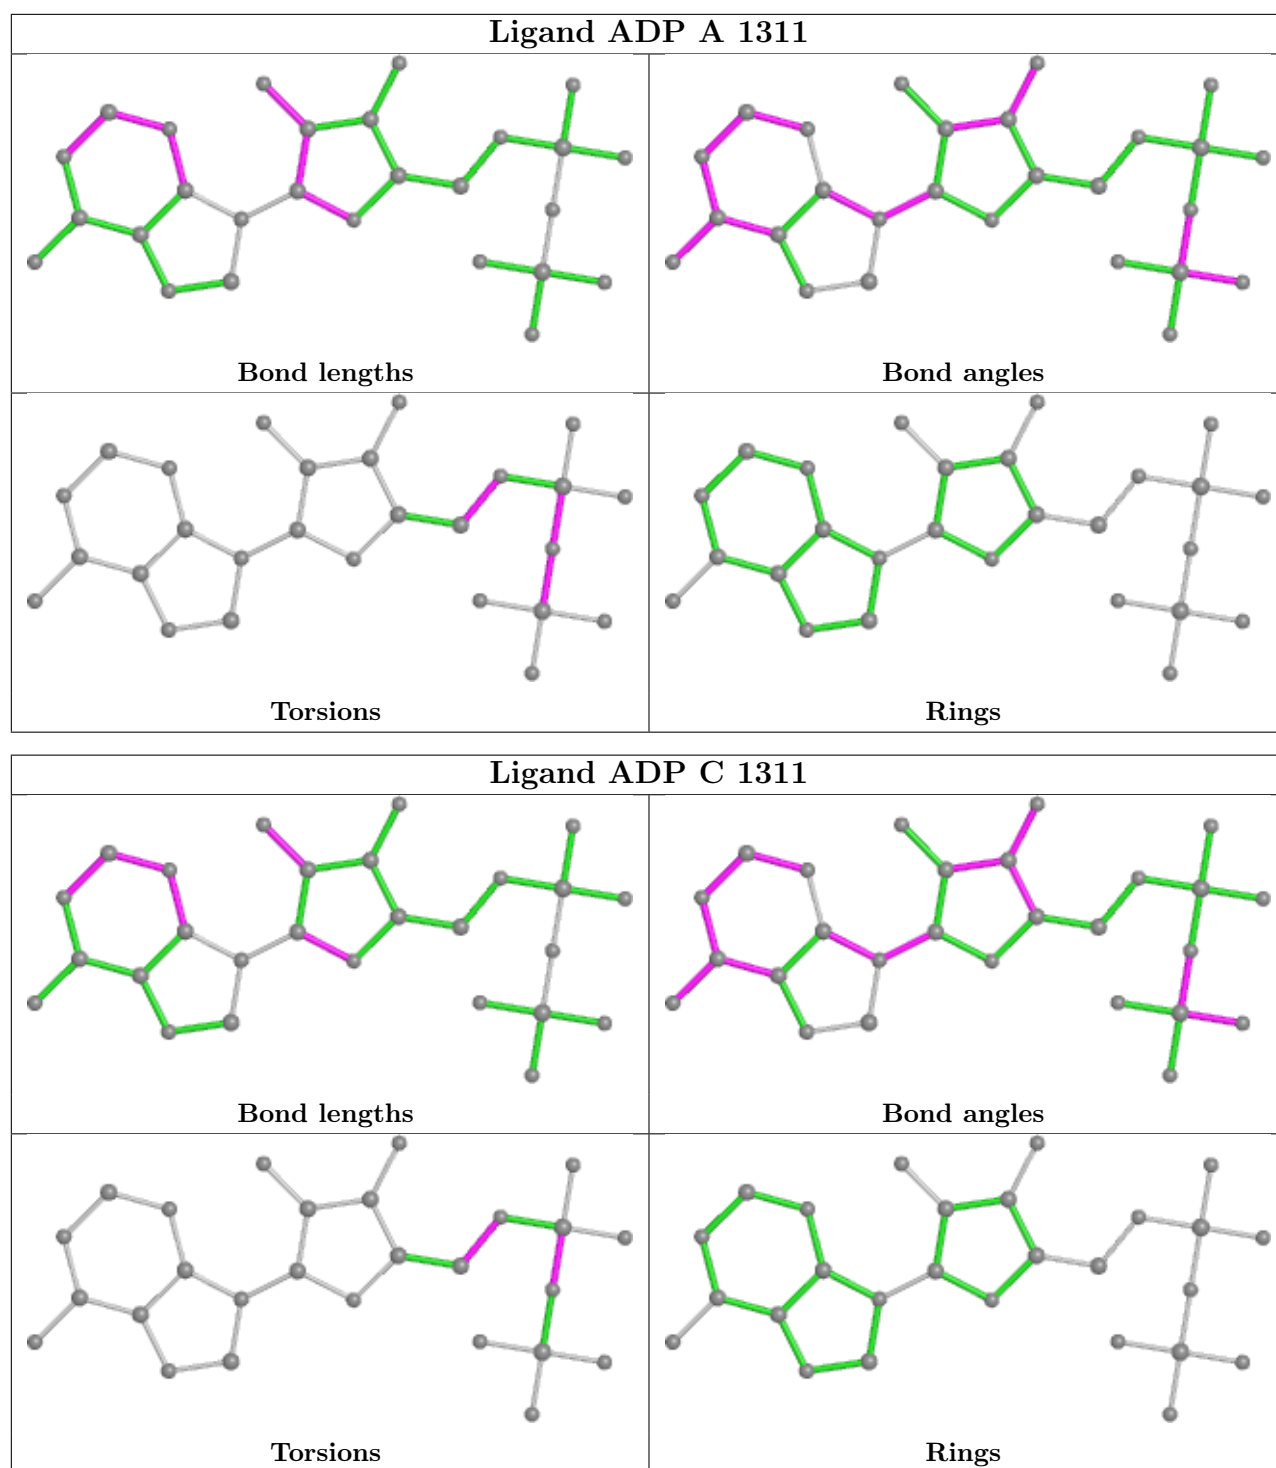 Ligand ADP A 1311
Bond lengths
Bond angles
Torsions
Rings
Ligand ADP C 1311
Bond lengths
Bond angles
Torsions
Rings